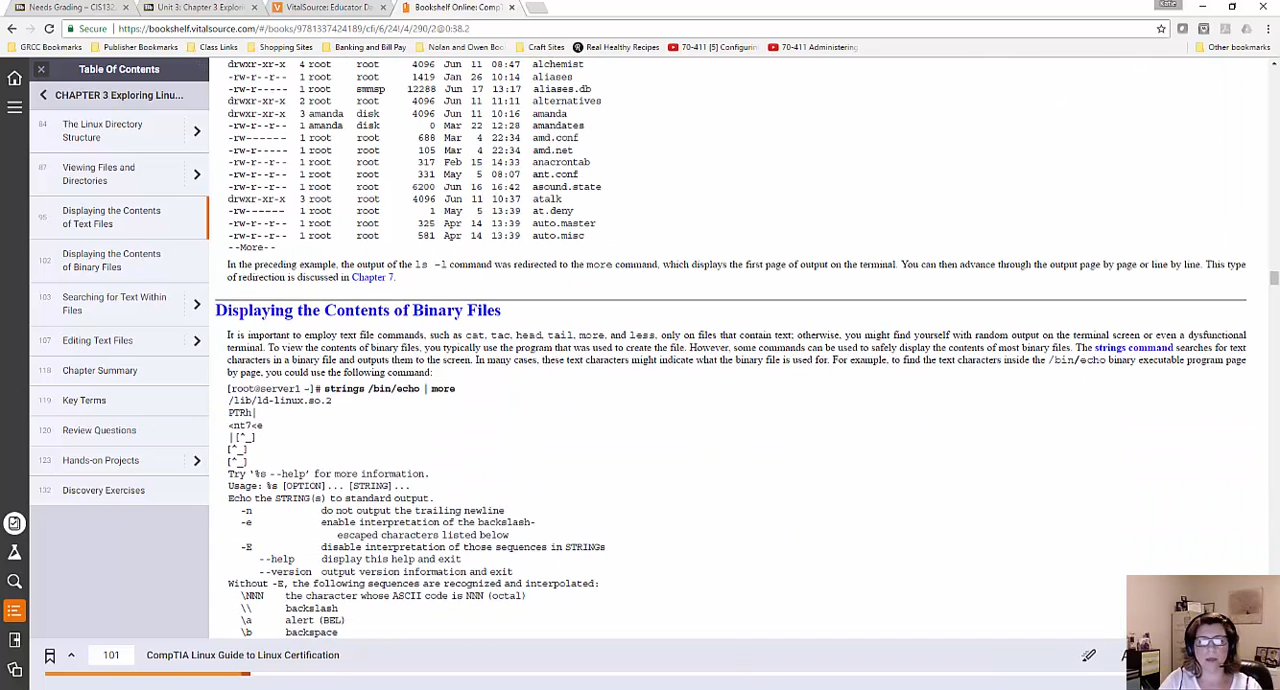 Needs Grading – CIS132
Unit 3: Chapter 3 Explori
VitalSource: Educator D
Bookshelf Online: Comp
Katie
Secure https://bookshelf.vitalsource.com/#/books/9781337424189/cfi/6/24!/4/290/2@0:38.2
GRCC Bookmarks Publisher Bookmarks Class Links Shopping Sites Banking and Bill Pay Nolan and Owen Boo Craft Sites Real Healthy Recipes 70-411 [5] Configurin 70-411 Administering Other bookmarks
Table Of Contents
CHAPTER 3 Exploring Linu...
84 The Linux Directory
Structure
87 Viewing Files and
Directories
95 Displaying the Contents
of Text Files
102 Displaying the Contents
of Binary Files
103 Searching for Text Within
Files
107 Editing Text Files
118 Chapter Summary
119 Key Terms
120 Review Questions
123 Hands-on Projects
132 Discovery Exercises
drwxr-xr-x 4 root root 4096 Jun 11 08:47 alchemist
-rw-r--r-- 1 root root 1419 Jan 26 10:14 aliases
-rw-r--r-- 1 root smmsp 12288 Jun 17 13:17 aliases.db
drwxr-xr-x 2 root root 4096 Jun 11 11:11 alternatives
drwxr-xr-x 3 amanda disk 4096 Jun 11 10:16 amanda
-rw-r--r-- 1 amanda disk 0 Mar 22 12:28 amandates
-rw------- 1 root root 688 Mar 4 22:34 amd.conf
-rw-r----- 1 root root 105 Mar 4 22:34 amd.net
-rw-r--r-- 1 root root 317 Feb 15 14:33 anacrontab
-rw-r--r-- 1 root root 331 May 5 08:07 ant.conf
-rw-r--r-- 1 root root 6200 Jun 16 16:42 asound.state
drwxr-xr-x 3 root root 4096 Jun 11 10:37 atalk
-rw------- 1 root root 1 May 5 13:39 at.deny
-rw-r--r-- 1 root root 325 Apr 14 13:39 auto.master
-rw-r--r-- 1 root root 581 Apr 14 13:39 auto.misc
--More--
In the preceding example, the output of the ls -l command was redirected to the more command, which displays the first page of output on the terminal. You can then advance through the output page by page or line by line. This type
of redirection is discussed in Chapter 7.
Displaying the Contents of Binary Files
It is important to employ text file commands, such as cat, tac, head, tail, more, and less, only on files that contain text; otherwise, you might find yourself with random output on the terminal screen or even a dysfunctional
terminal. To view the contents of binary files, you typically use the program that was used to create the file. However, some commands can be used to safely display the contents of most binary files. The strings command searches for text
characters in a binary file and outputs them to the screen. In many cases, these text characters might indicate what the binary file is used for. For example, to find the text characters inside the /bin/echo binary executable program page
by page, you could use the following command:
[root@server1 ~]# strings /bin/echo | more
/lib/ld-linux.so.2
PTRh|
<nt7<e
|[^_]
[^_]
[^_]
Try '%s --help' for more information.
Usage: %s [OPTION]... [STRING]...
Echo the STRING(s) to standard output.
-n do not output the trailing newline
-e enable interpretation of the backslash-
escaped characters listed below
-E disable interpretation of those sequences in STRINGs
--help display this help and exit
--version output version information and exit
Without -E, the following sequences are recognized and interpolated:
\NNN the character whose ASCII code is NNN (octal)
\\ backslash
\a alert (BEL)
\b backspace
101 CompTIA Linux Guide to Linux Certification